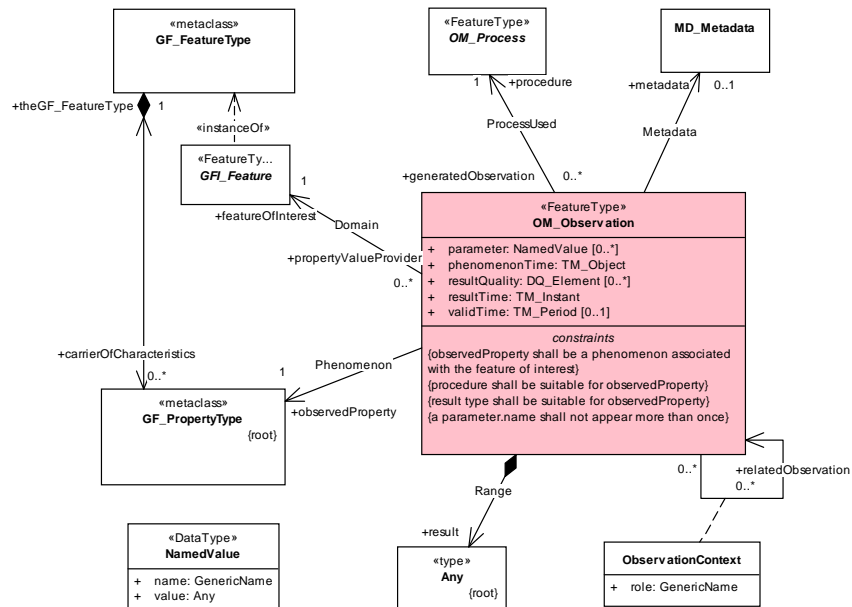 «metaclass»
GF_FeatureType
«FeatureType»
OM_Process
MD_Metadata
+theGF_FeatureType
1
1
+procedure
+metadata
0..1
«instanceOf»
ProcessUsed
Metadata
«FeatureTy...
GFI_Feature
1
+generatedObservation
0..*
+featureOfInterest
Domain
+propertyValueProvider
0..*
«FeatureType»
OM_Observation
+ parameter: NamedValue [0..*]
+ phenomenonTime: TM_Object
+ resultQuality: DQ_Element [0..*]
+ resultTime: TM_Instant
+ validTime: TM_Period [0..1]
constraints
{observedProperty shall be a phenomenon associated
with the feature of interest}
{procedure shall be suitable for observedProperty}
{result type shall be suitable for observedProperty}
{a parameter.name shall not appear more than once}
+carrierOfCharacteristics
0..*
Phenomenon
1
+observedProperty
«metaclass»
GF_PropertyType
{root}
0..*
+relatedObservation
0..*
Range
+result
«DataType»
NamedValue
+ name: GenericName
+ value: Any
«type»
Any
{root}
ObservationContext
+ role: GenericName